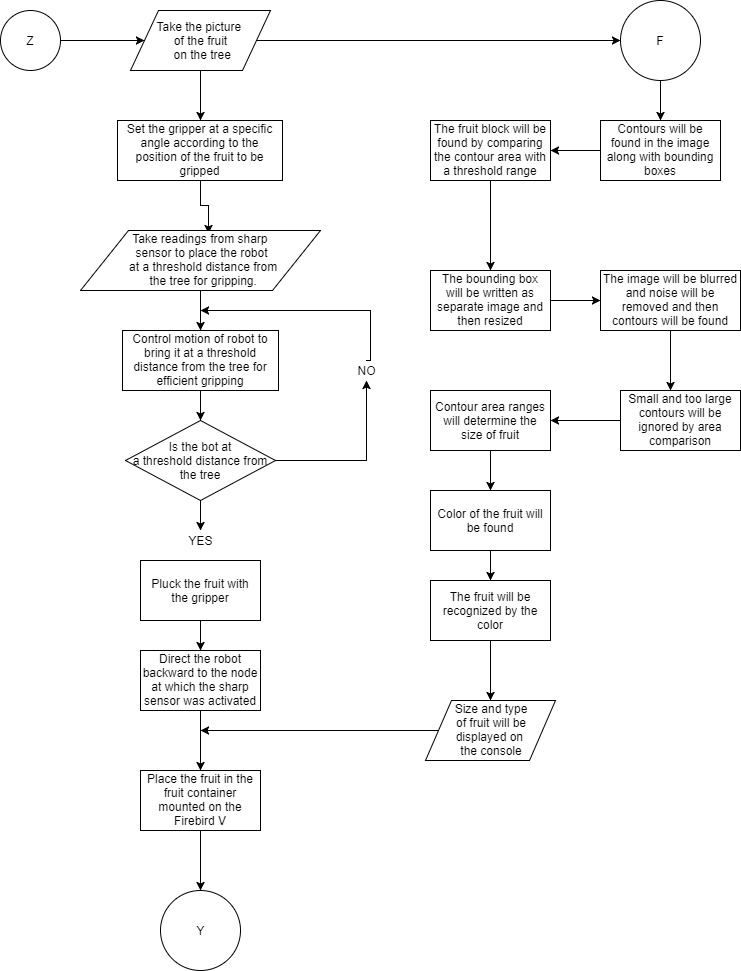 Z
Take the picture
of the fruit
on the tree
F
Set the gripper at a specific
angle according to the
position of the fruit to be
gripped
The fruit block will be
found by comparing
the contour area with
a threshold range
Contours will be
found in the image
along with bounding
boxes
Take readings from sharp
sensor to place the robot
at a threshold distance from
the tree for gripping.
The bounding box
will be written as
separate image and
then resized
The image will be blurred
and noise will be
removed and then
contours will be found
Control motion of robot to
bring it at a threshold
distance from the tree for
efficient gripping
NO
Contour area ranges
will determine the
size of fruit
Small and too large
contours will be
ignored by area
comparison
Is the bot at
a threshold distance from
the tree
Color of the fruit will
be found
YES
Pluck the fruit with
the gripper
The fruit will be
recognized by the
color
Direct the robot
backward to the node
at which the sharp
sensor was activated
Size and type
of fruit will be
displayed on
the console
Place the fruit in the
fruit container
mounted on the
Firebird V
Y